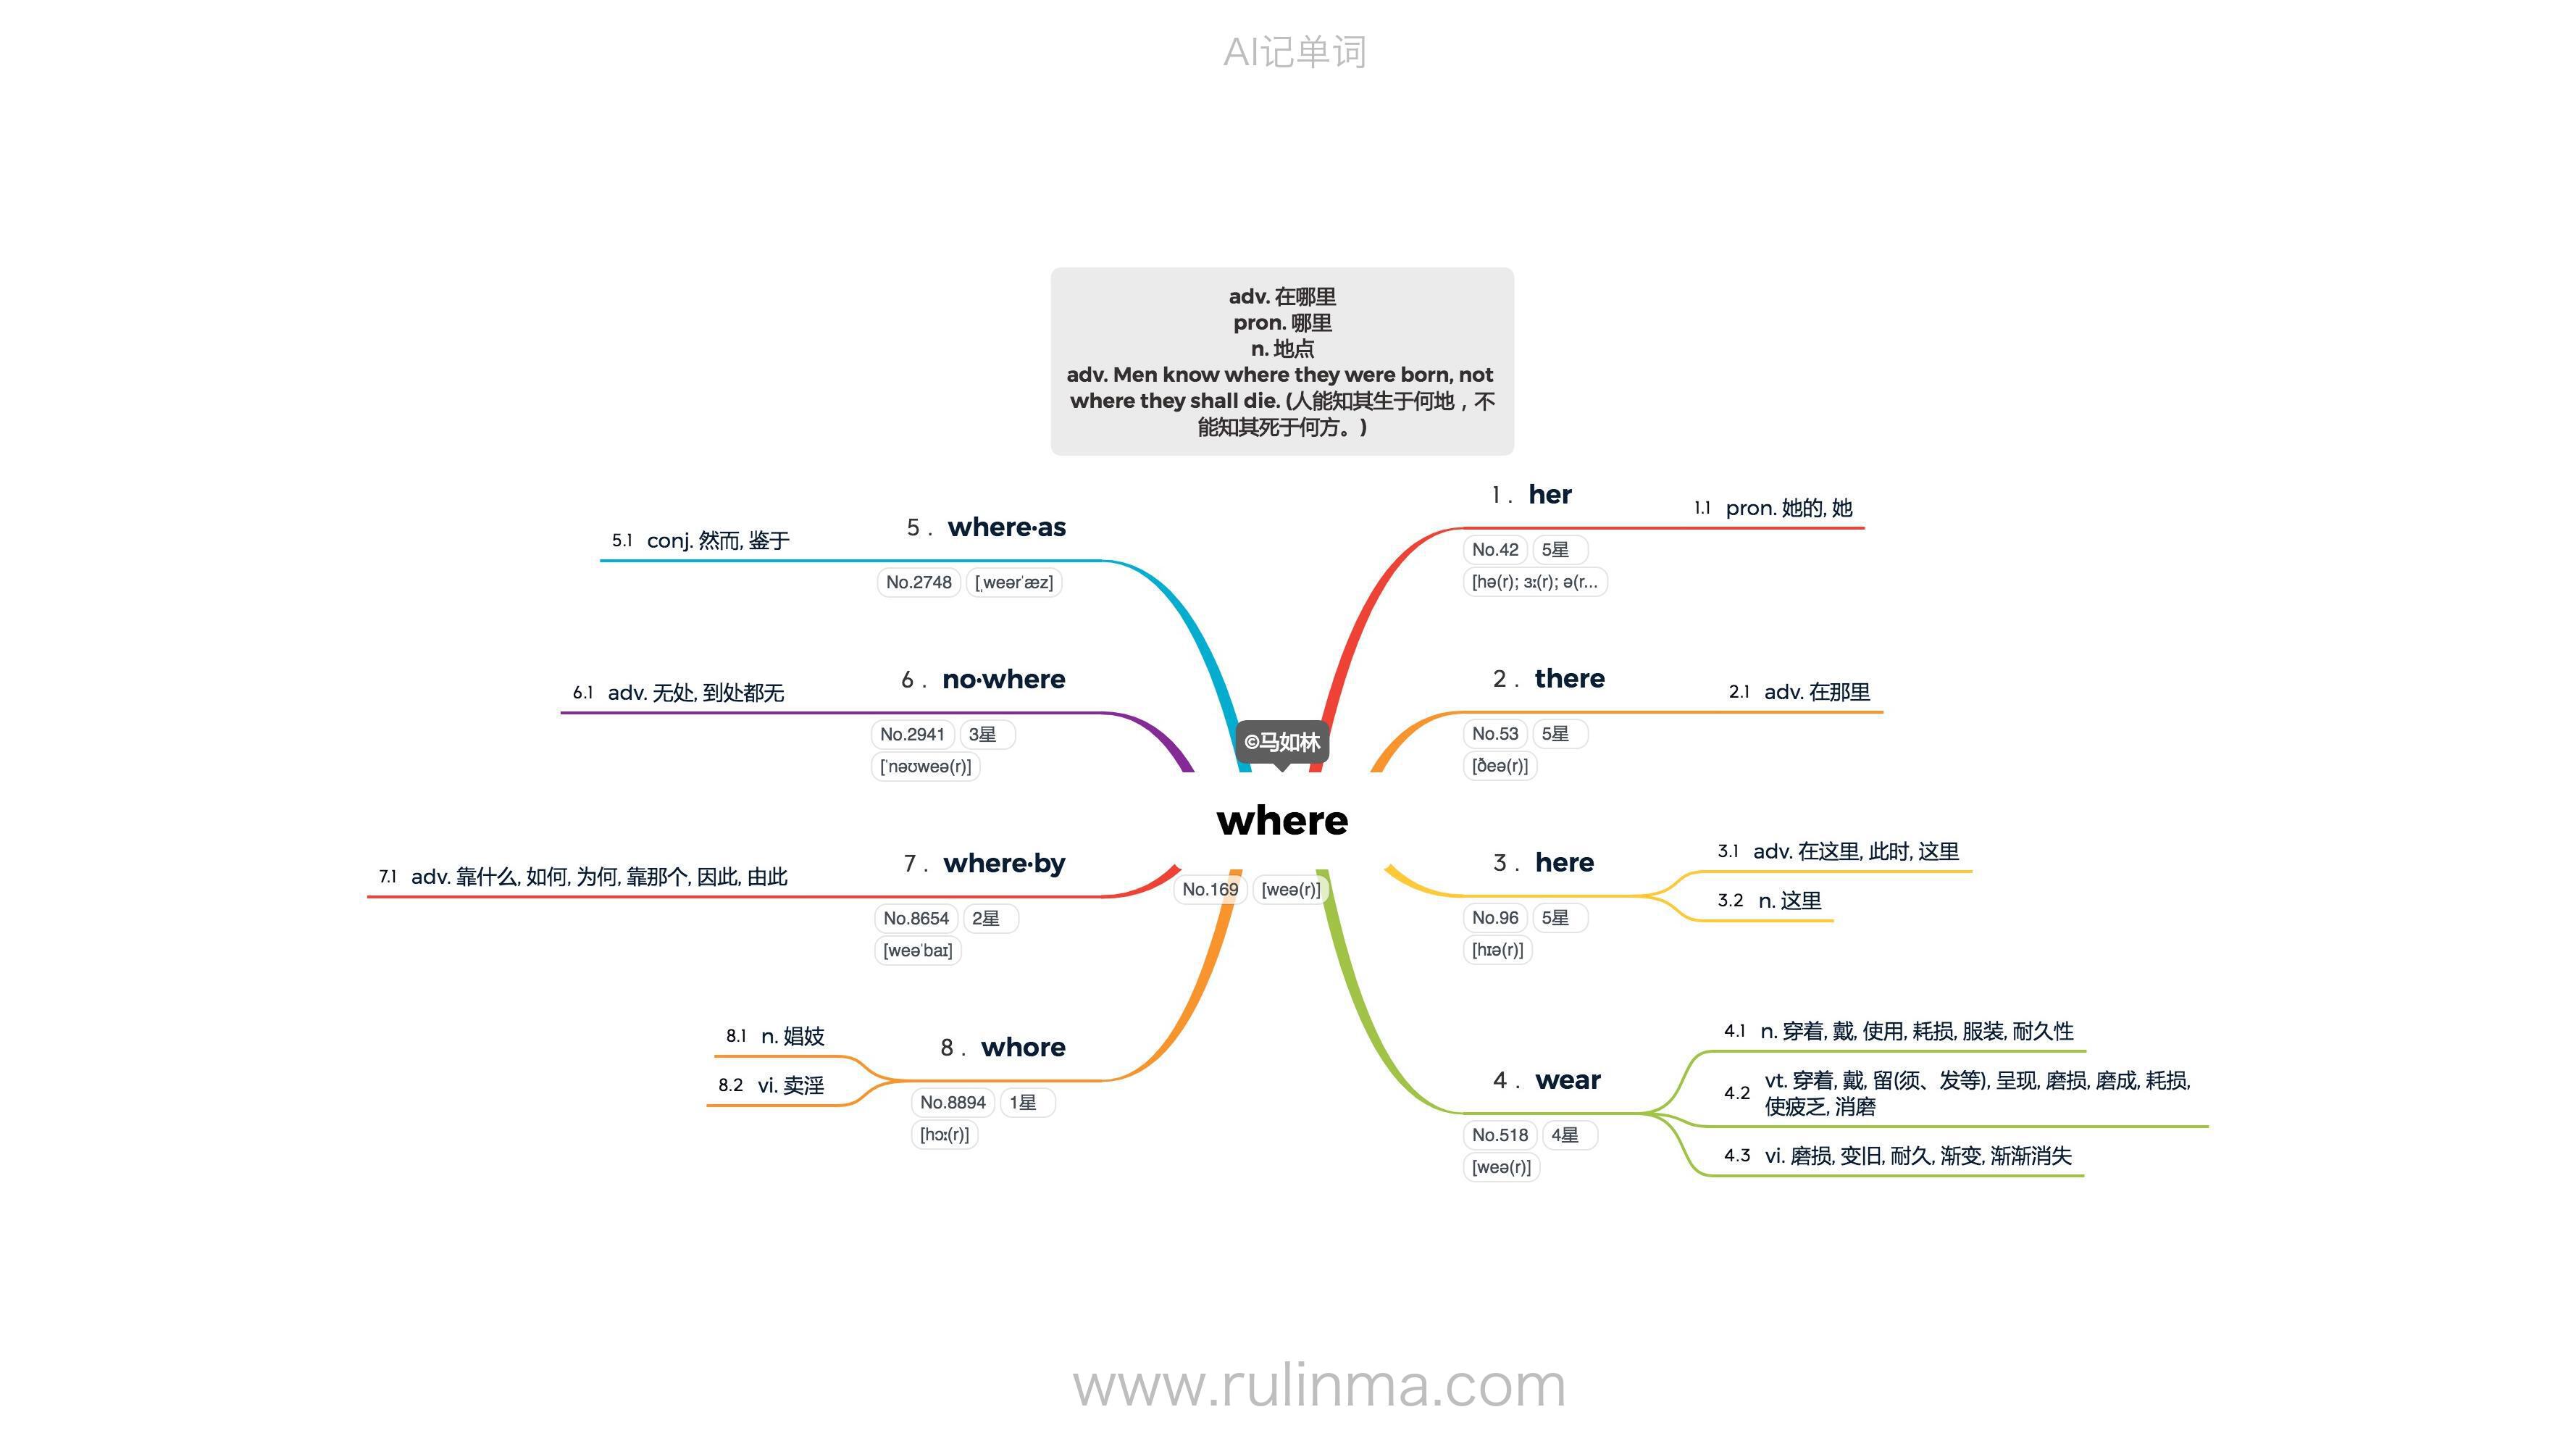 AI记单词
adv. 在哪里
pron. 哪里
n. 地点
adv. Men know where they were born, not
where they shall die. (人能知其生于何地，不
能知其死于何方。)
©马如林
where
No.169 [weə(r)]
1 . her
No.42 5星
[hə(r); ɜː(r); ə(r...
1.1 pron. 她的, 她
2 . there
No.53 5星
[ðeə(r)]
2.1 adv. 在那里
3 . here
No.96 5星
[hɪə(r)]
3.1 adv. 在这里, 此时, 这里
3.2 n. 这里
4 . wear
No.518 4星
[weə(r)]
4.1 n. 穿着, 戴, 使用, 耗损, 服装, 耐久性
4.2 vt. 穿着, 戴, 留(须、发等), 呈现, 磨损, 磨成, 耗损,
使疲乏, 消磨
4.3 vi. 磨损, 变旧, 耐久, 渐变, 渐渐消失
5 . where·as
No.2748 [ˌweərˈæz]
5.1 conj. 然而, 鉴于
6 . no·where
No.2941 3星
[ˈnəʊweə(r)]
6.1 adv. 无处, 到处都无
7 . where·by
No.8654 2星
[weəˈbaɪ]
7.1 adv. 靠什么, 如何, 为何, 靠那个, 因此, 由此
8 . whore
No.8894 1星
[hɔː(r)]
8.1 n. 娼妓
8.2 vi. 卖淫
www.rulinma.com